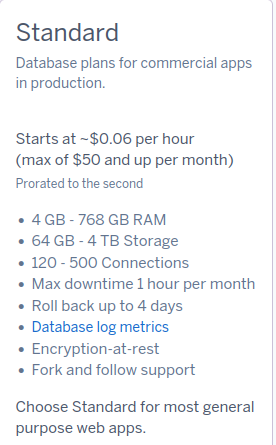 Standard
Database plans for commercial apps
in production.
Starts at ~$0.06 per hour
(max of $50 and up per month)
Prorated to the second
• 4 GB - 768 GB RAM
• 64 GB - 4 TB Storage
• 120 - 500 Connections
• Max downtime 1 hour per month
• Roll back up to 4 days
• Database log metrics
• Encryption-at-rest
• Fork and follow support
Choose Standard for most general
purpose web apps.